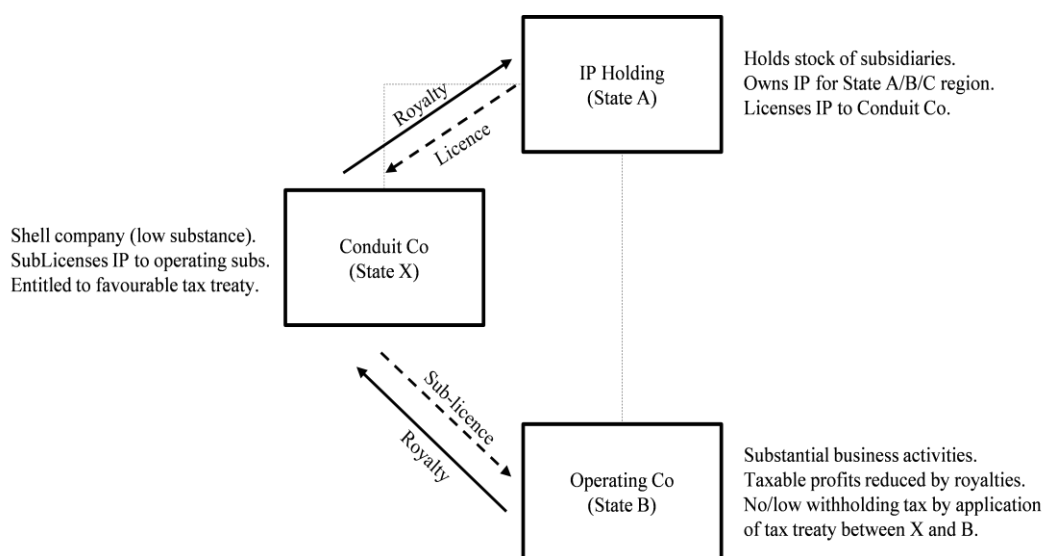 IP Holding
(State A)
Holds stock of subsidiaries.
Owns IP for State A/B/C region.
Licenses IP to Conduit Co.
Royalty
Licence
Shell company (low substance).
SubLicenses IP to operating subs.
Entitled to favourable tax treaty.
Conduit Co
(State X)
Sub-licence
Royalty
Operating Co
(State B)
Substantial business activities.
Taxable profits reduced by royalties.
No/low withholding tax by application
of tax treaty between X and B.